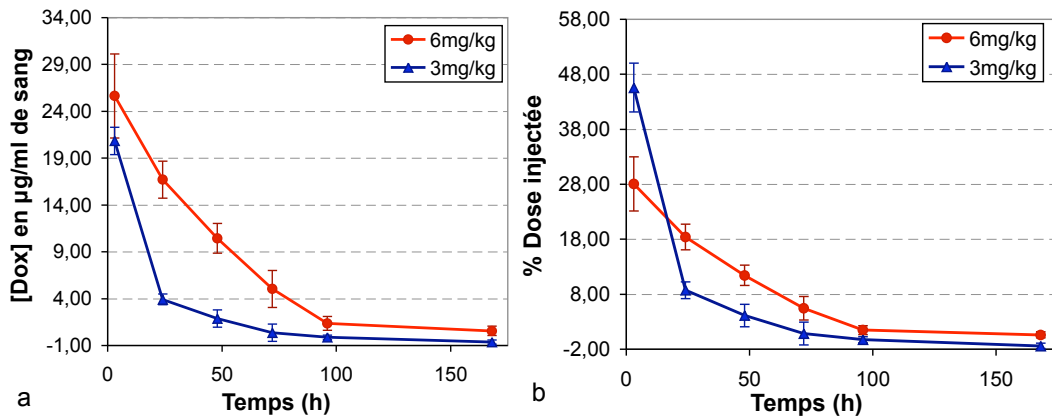 [Dox] en µg/ml de sang
34,00
29,00
24,00
19,00
14,00
9,00
4,00
-1,00
6mg/kg
3mg/kg
0
50
100
150
Temps (h)
a
% Dose injectée
58,00
48,00
38,00
28,00
18,00
8,00
-2,00
6mg/kg
3mg/kg
0
50
100
150
Temps (h)
b